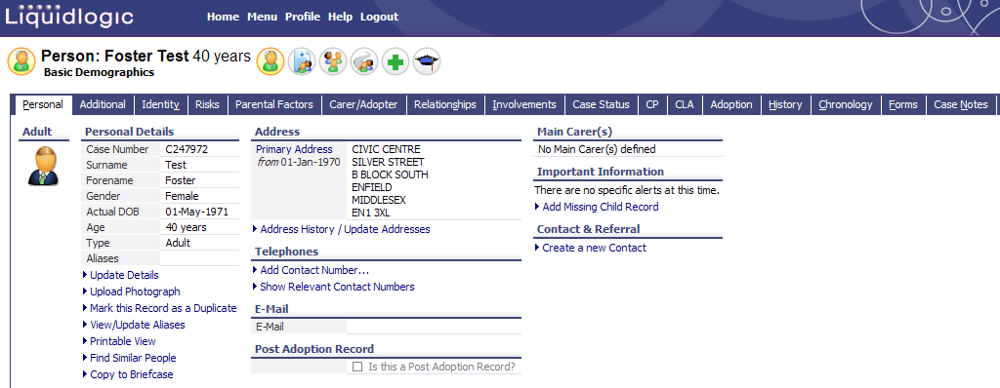 Liquidlogic
Home Menu Profile Help Logout
Person: Foster Test 40 years
Basic Demographics
Personal Additional Identity Risks Parental Factors Carer/Adopter Relationships Involvements Case Status CP CLA Adoption History Chronology Forms Case Notes
Adult
Personal Details
Case Number C247972
Surname Test
Forename Foster
Gender Female
Actual DOB 01-May-1971
Age 40 years
Type Adult
Aliases
Update Details
Upload Photograph
Mark this Record as a Duplicate
View/Update Aliases
Printable View
Find Similar People
Copy to Briefcase
Address
Primary Address CIVIC CENTRE
from 01-Jan-1970 SILVER STREET
B BLOCK SOUTH
ENFIELD
MIDDLESEX
EN1 3XL
Address History / Update Addresses
Telephones
Add Contact Number...
Show Relevant Contact Numbers
E-Mail
E-Mail
Post Adoption Record
Is this a Post Adoption Record?
Main Carer(s)
No Main Carer(s) defined
Important Information
There are no specific alerts at this time.
Add Missing Child Record
Contact & Referral
Create a new Contact